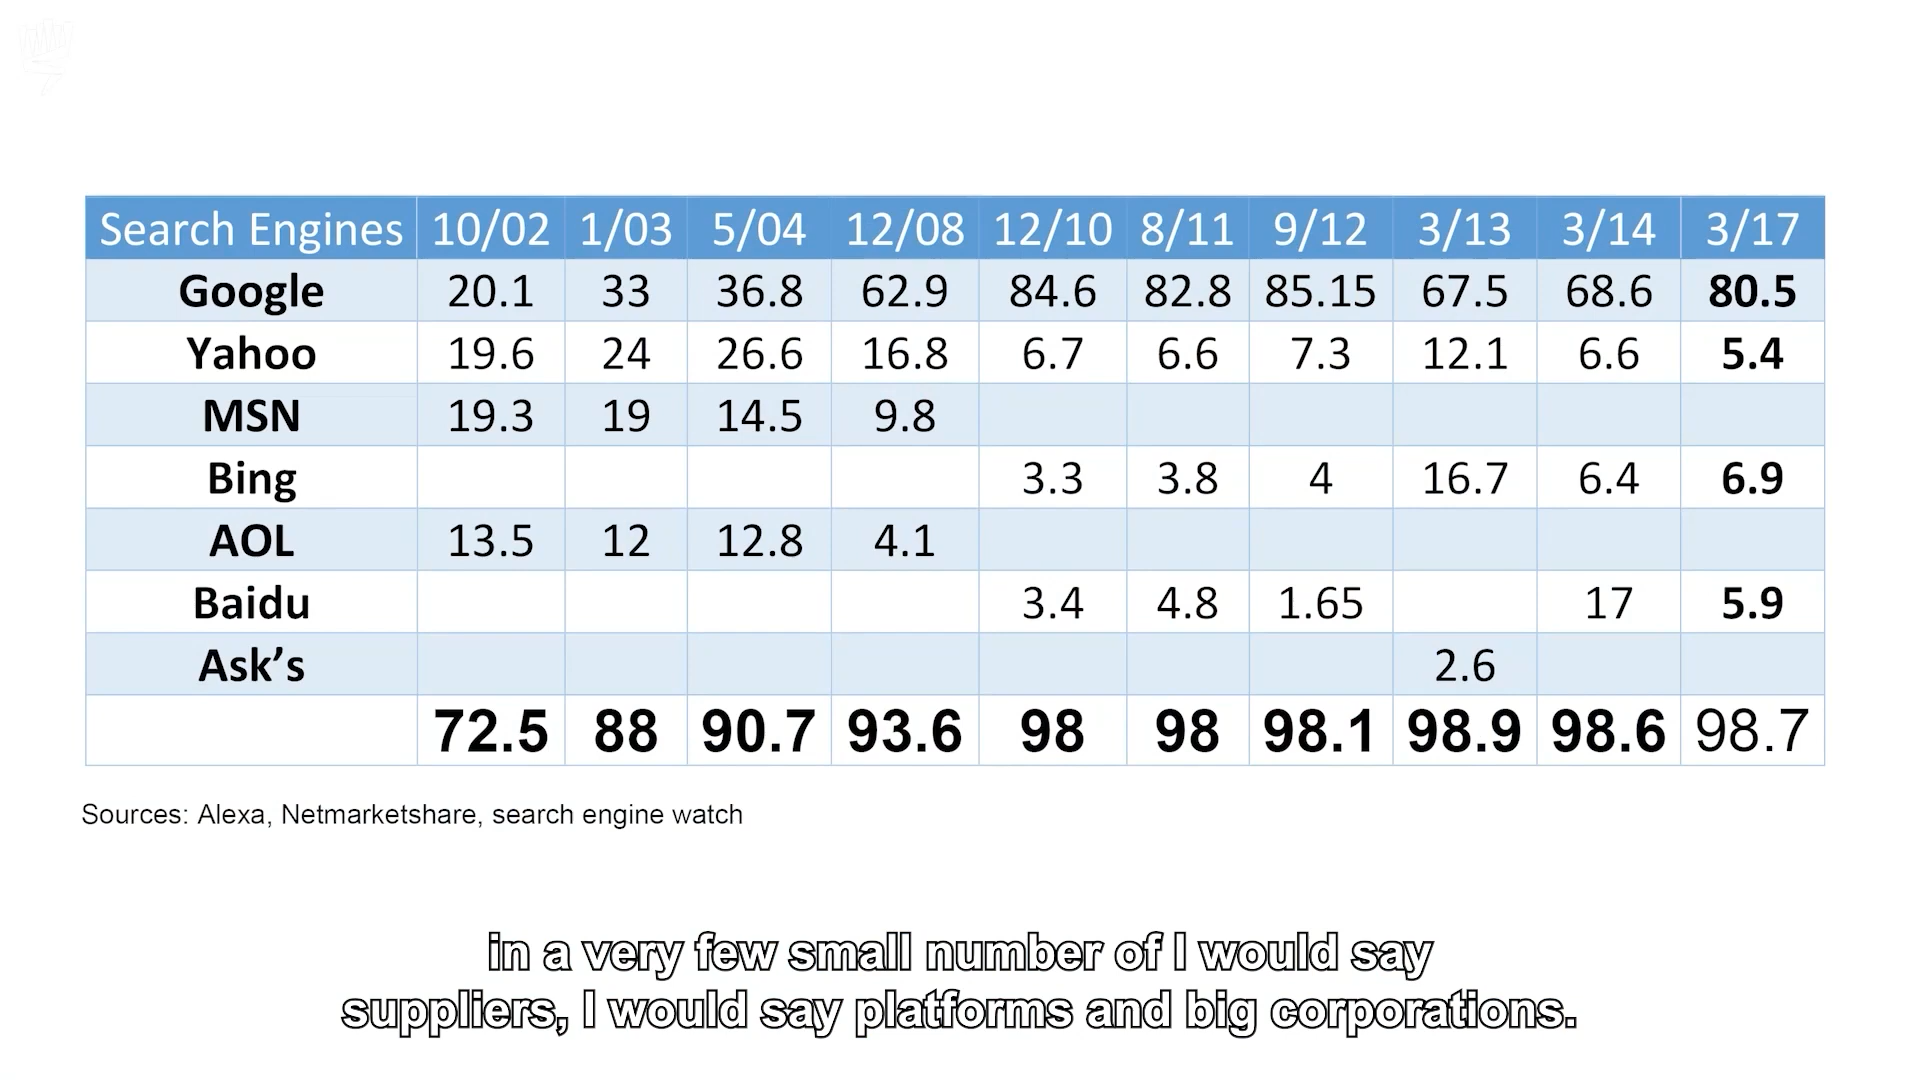 Search Engines 10/02 1/03 5/04 12/08 12/10 8/11 9/12 3/13 3/14 3/17
Google 20.1 33 36.8 62.9 84.6 82.8 85.15 67.5 68.6 80.5
Yahoo 19.6 24 26.6 16.8 6.7 6.6 7.3 12.1 6.6 5.4
MSN 19.3 19 14.5 9.8
Bing 3.3 3.8 4 16.7 6.4 6.9
AOL 13.5 12 12.8 4.1
Baidu 3.4 4.8 1.65 17 5.9
Ask’s 2.6
72.5 88 90.7 93.6 98 98 98.1 98.9 98.6 98.7
Sources: Alexa, Netmarketshare, search engine watch
in a very few small number of I would say
suppliers, I would say platforms and big corporations.